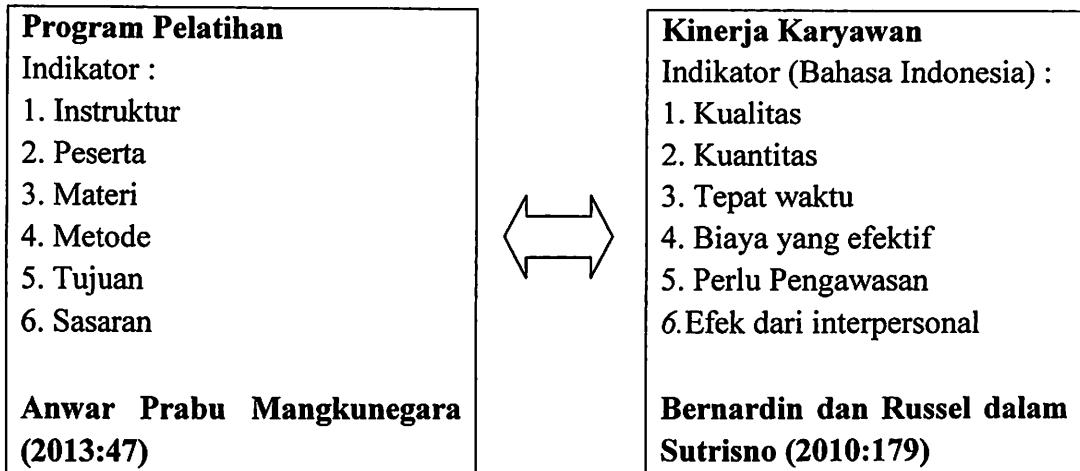 Program Pelatihan
Indikator :
1. Instruktur
2. Peserta
3. Materi
4. Metode
5. Tujuan
6. Sasaran
Anwar Prabu Mangkunegara
(2013:47)
Kinerja Karyawan
Indikator (Bahasa Indonesia) :
1. Kualitas
2. Kuantitas
3. Tepat waktu
4. Biaya yang efektif
5. Perlu Pengawasan
6.Efek dari interpersonal
Bernardin dan Russel dalam
Sutrisno (2010:179)